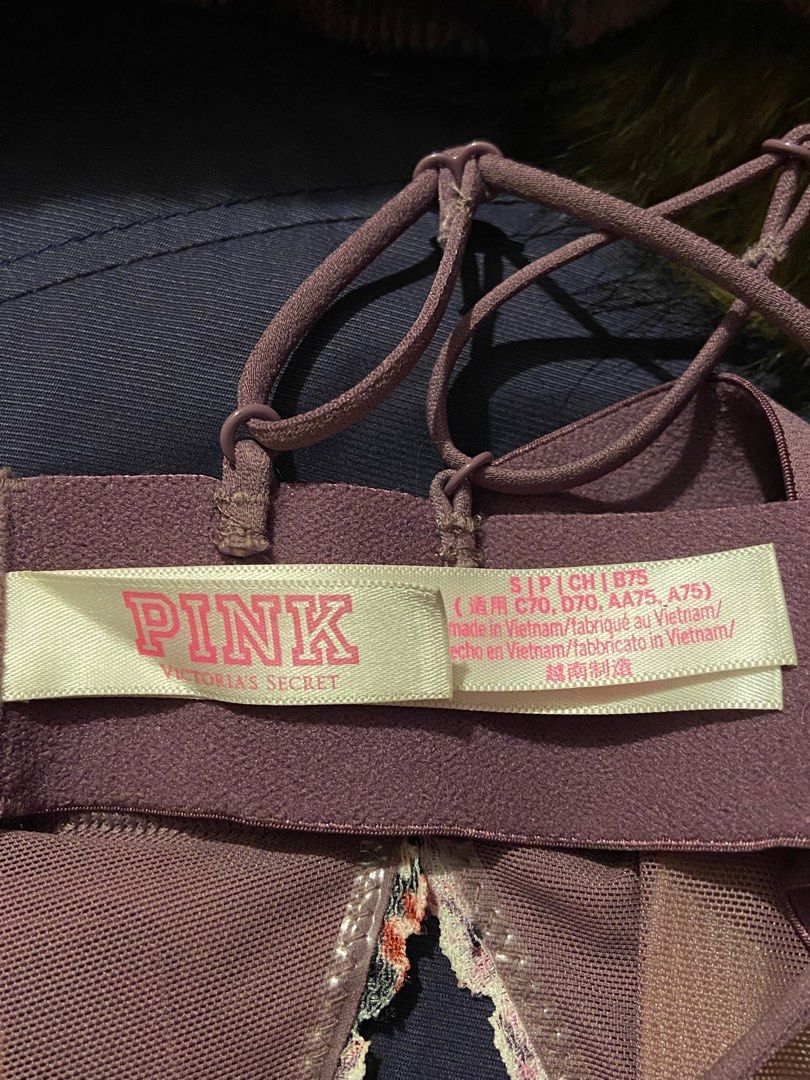 PINK
VICTORIA'S SECRET
S | P | CH | B75
(适用 C70, D70, AA75, A75)
made in Vietnam/fabriqué au Vietnam/
echo en Vietnam/fabbricato in Vietnam/
越南制造